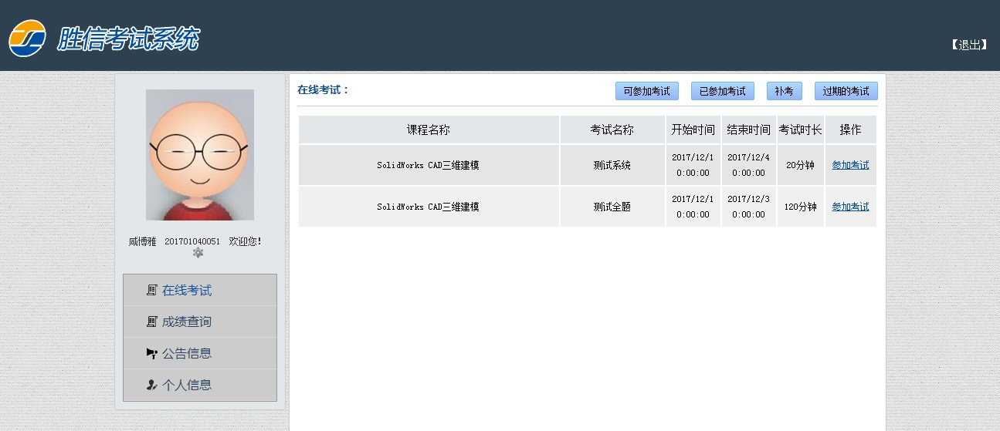 胜信考试系统
【退出】
咸博雅 201701040051 欢迎您!
在线考试
成绩查询
公告信息
个人信息
在线考试：
可参加考试 已参加考试 补考 过期的考试
课程名称 考试名称 开始时间 结束时间 考试时长 操作
SolidWorks CAD三维建模 测试系统 2017/12/1 0:00:00 2017/12/4 0:00:00 20分钟 参加考试
SolidWorks CAD三维建模 测试全题 2017/12/1 0:00:00 2017/12/3 0:00:00 120分钟 参加考试